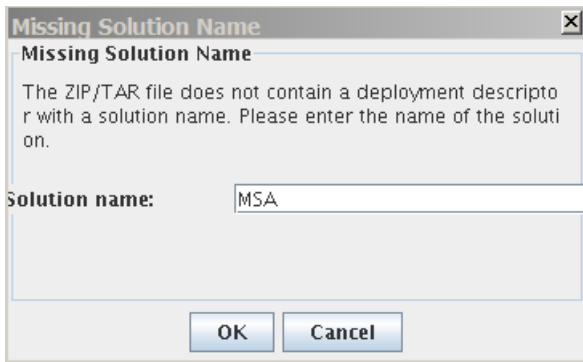 Missing Solution Name
Missing Solution Name
The ZIP/TAR file does not contain a deployment descripto
r with a solution name. Please enter the name of the soluti
on.
Solution name: MSA
OK Cancel